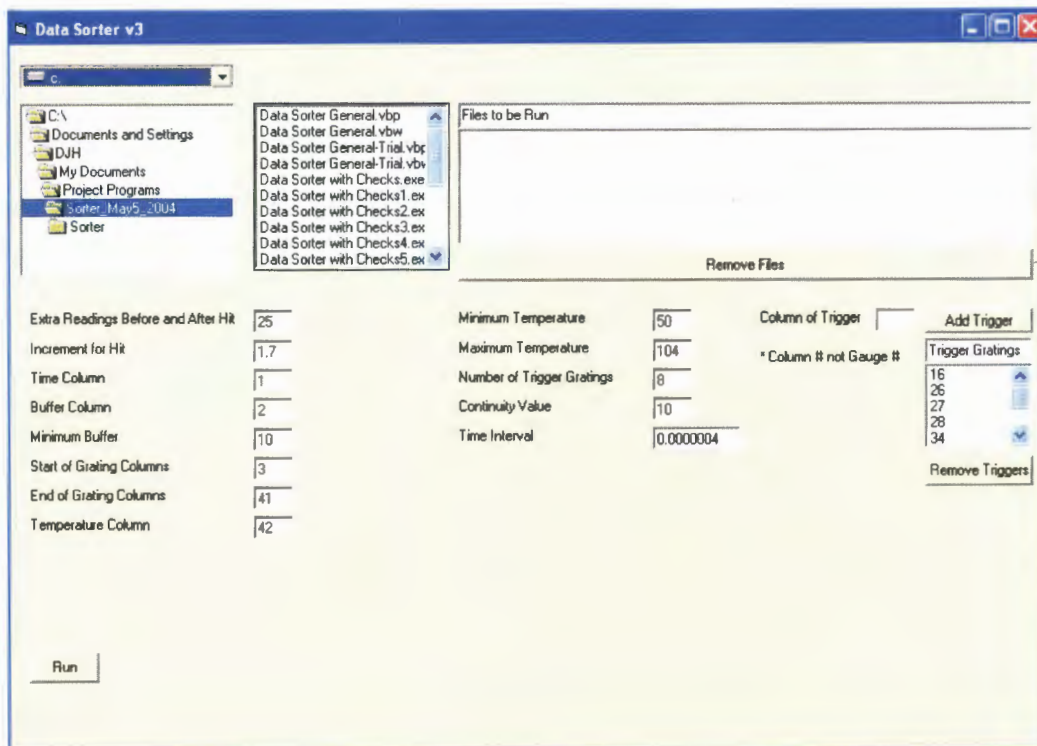 Data Sorter v3
c:
C:\
Documents and Settings
DJH
My Documents
Project Programs
Sorter_May5_2004
Sorter
Data Sorter General.vbp
Data Sorter General.vbw
Data Sorter General-Trial.vbp
Data Sorter General-Trial.vbw
Data Sorter with Checks.exe
Data Sorter with Checks1.ex
Data Sorter with Checks2.ex
Data Sorter with Checks3.ex
Data Sorter with Checks4.ex
Data Sorter with Checks5.ex
Files to be Run
Remove Files
Extra Readings Before and After Hit 25
Increment for Hit 1.7
Time Column 1
Buffer Column 2
Minimum Buffer 10
Start of Grating Columns 3
End of Grating Columns 41
Temperature Column 42
Minimum Temperature 50
Maximum Temperature 104
Number of Trigger Gratings 8
Continuity Value 10
Time Interval 0.0000004
Column of Trigger
* Column # not Gauge #
Add Trigger
Trigger Gratings
16
26
27
28
34
Remove Triggers
Run